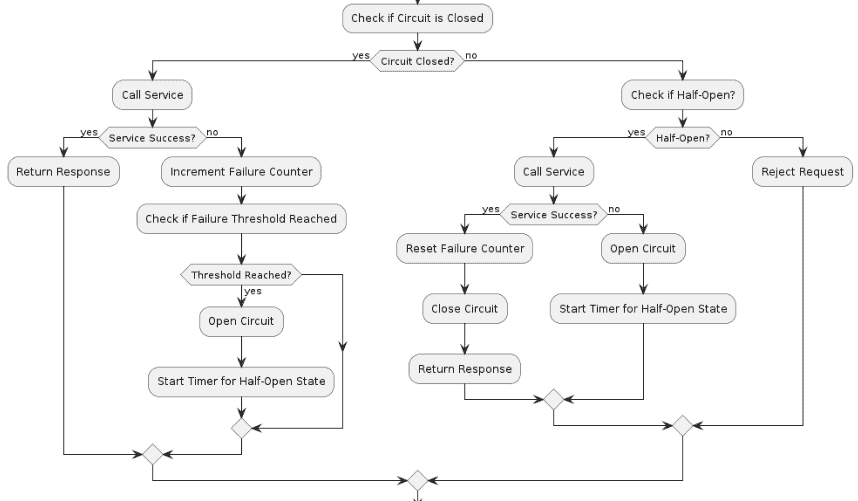 Check if Circuit is Closed
yes
Circuit Closed?
no
Call Service
Check if Half-Open?
yes
Service Success?
no
yes
Half-Open?
no
Return Response
Increment Failure Counter
Call Service
Reject Request
Check if Failure Threshold Reached
yes
Service Success?
no
Reset Failure Counter
Open Circuit
Threshold Reached?
yes
Open Circuit
Close Circuit
Start Timer for Half-Open State
Return Response
Start Timer for Half-Open State